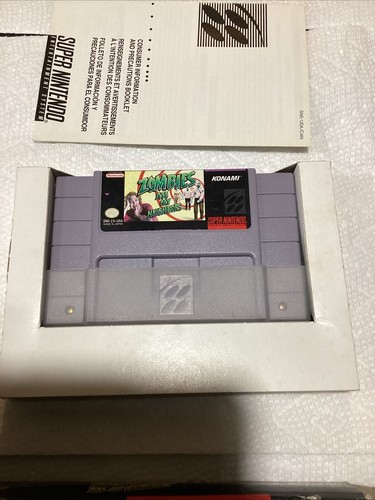 CONSUMER INFORMATION
AND PRECAUTIONS BOOKLET
RENSEIGNEMENTS ET AVERTISSEMENTS
À L'INTENTION DES CONSOMMATEURS
FOLLETO DE INFORMACIÓN Y
PRECAUCIONES PARA EL CONSUMIDOR
SUPER NINTENDO
ENTERTAINMENT SYSTEM
Nintendo
ZOMBIES
ATE MY
NEIGHBORS
KONAMI
SUPER NINTENDO